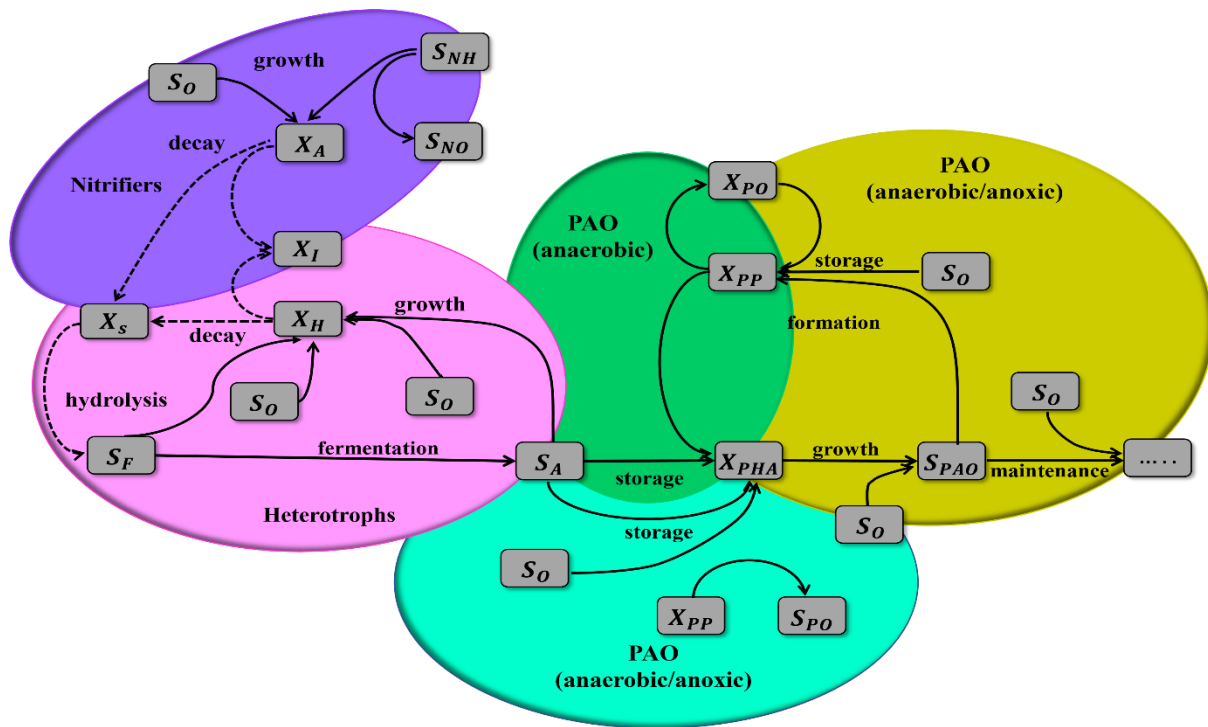 growth
S_NH
S_O
decay
X_A
S_NO
Nitrifiers
X_I
X_s
decay
X_H
growth
hydrolysis
S_O
S_O
S_F
fermentation
S_A
Heterotrophs
PAO
(anaerobic)
X_PO
PAO
(anaerobic/anoxic)
X_PP
storage
S_O
formation
S_O
storage
X_PHA
growth
S_PAO
maintenance
.....
storage
S_O
S_O
X_PP
S_PO
PAO
(anaerobic/anoxic)